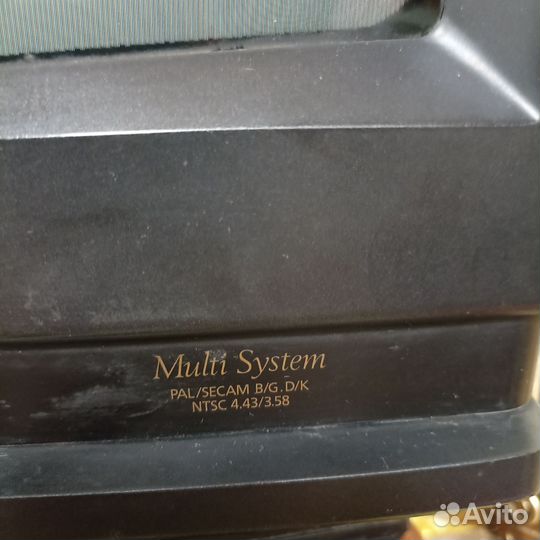 Multi System
PAL/SECAM B/G. D/K
NTSC 4.43/3.58
Avito